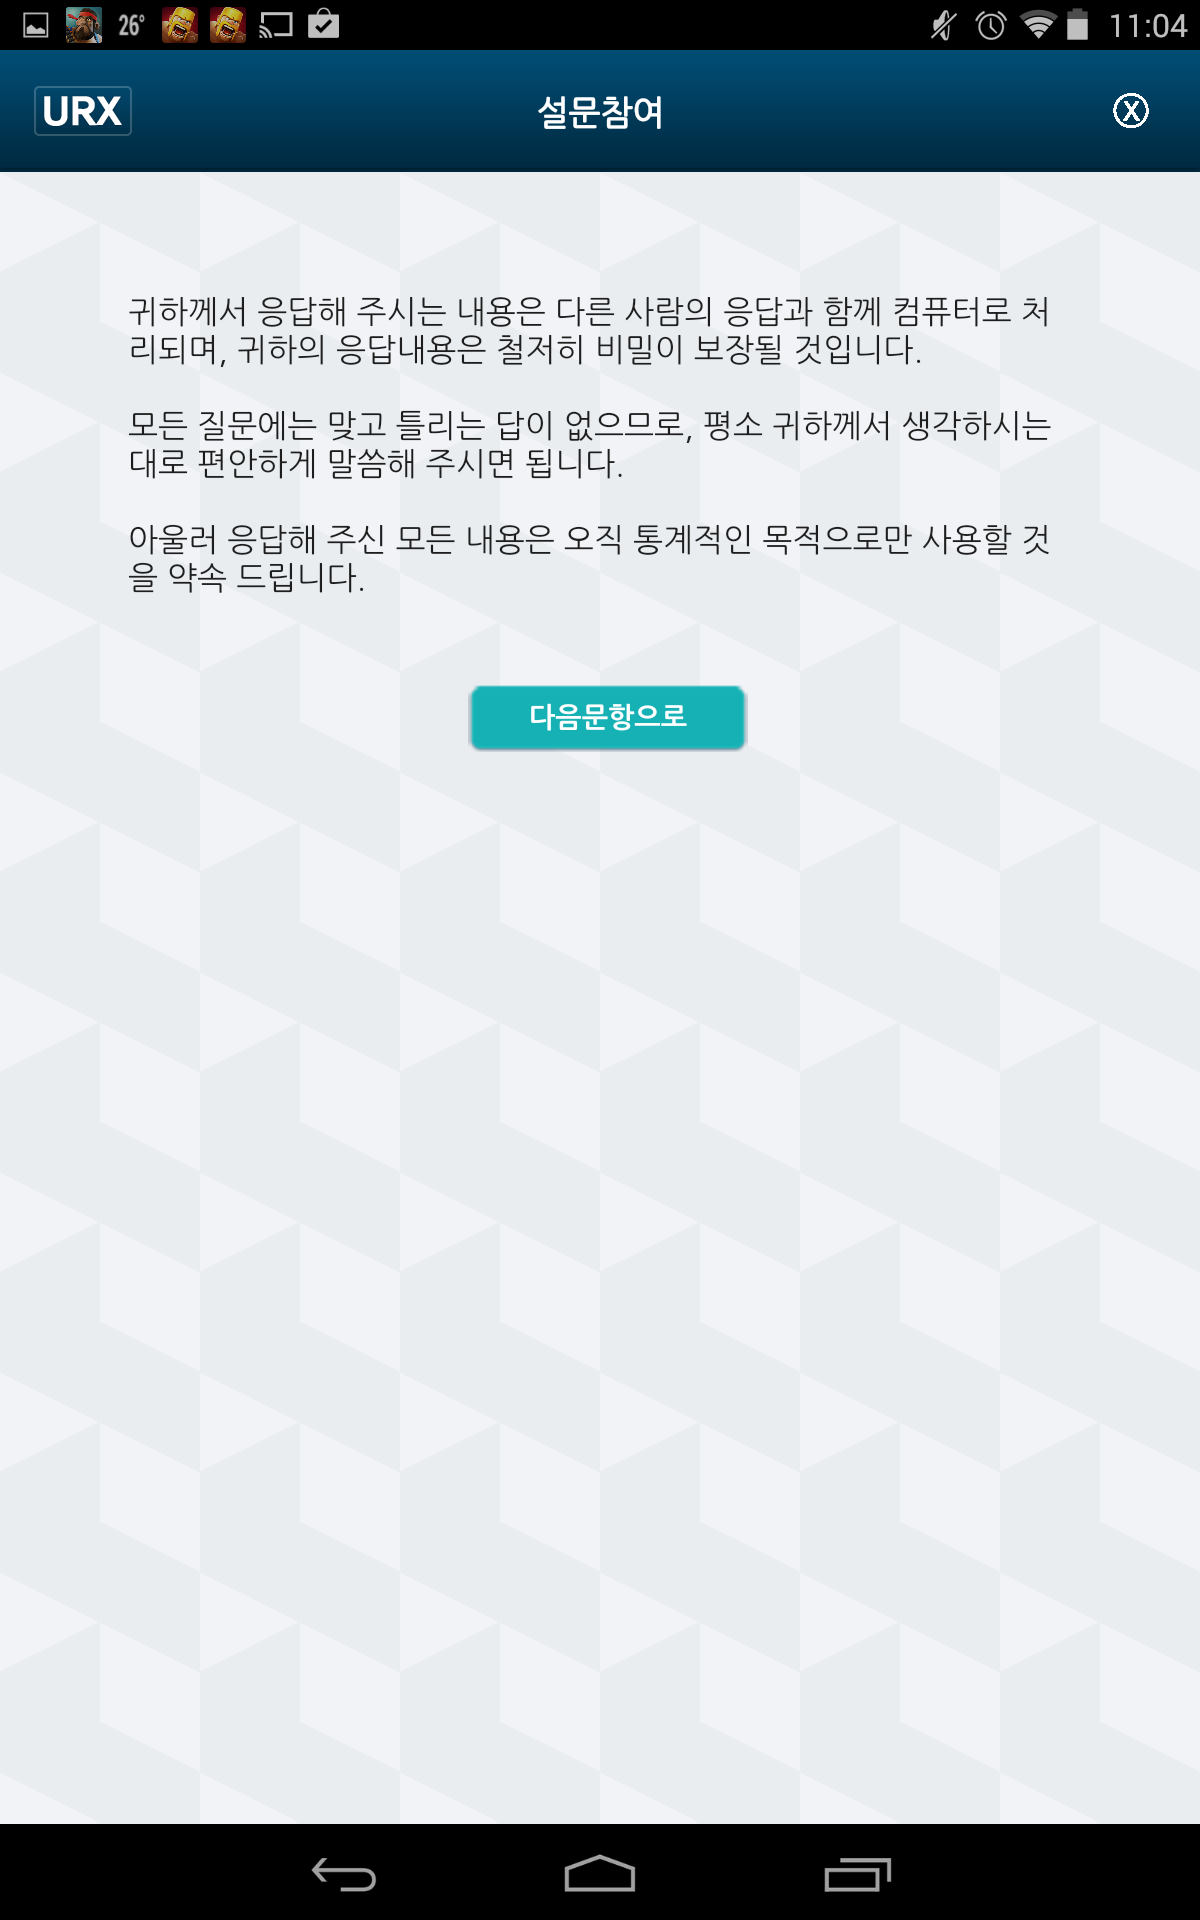 26°
11:04
URX
설문참여
X
귀하께서 응답해 주시는 내용은 다른 사람의 응답과 함께 컴퓨터로 처
리되며, 귀하의 응답내용은 철저히 비밀이 보장될 것입니다.
모든 질문에는 맞고 틀리는 답이 없으므로, 평소 귀하께서 생각하시는
대로 편안하게 말씀해 주시면 됩니다.
아울러 응답해 주신 모든 내용은 오직 통계적인 목적으로만 사용할 것
을 약속 드립니다.
다음문항으로